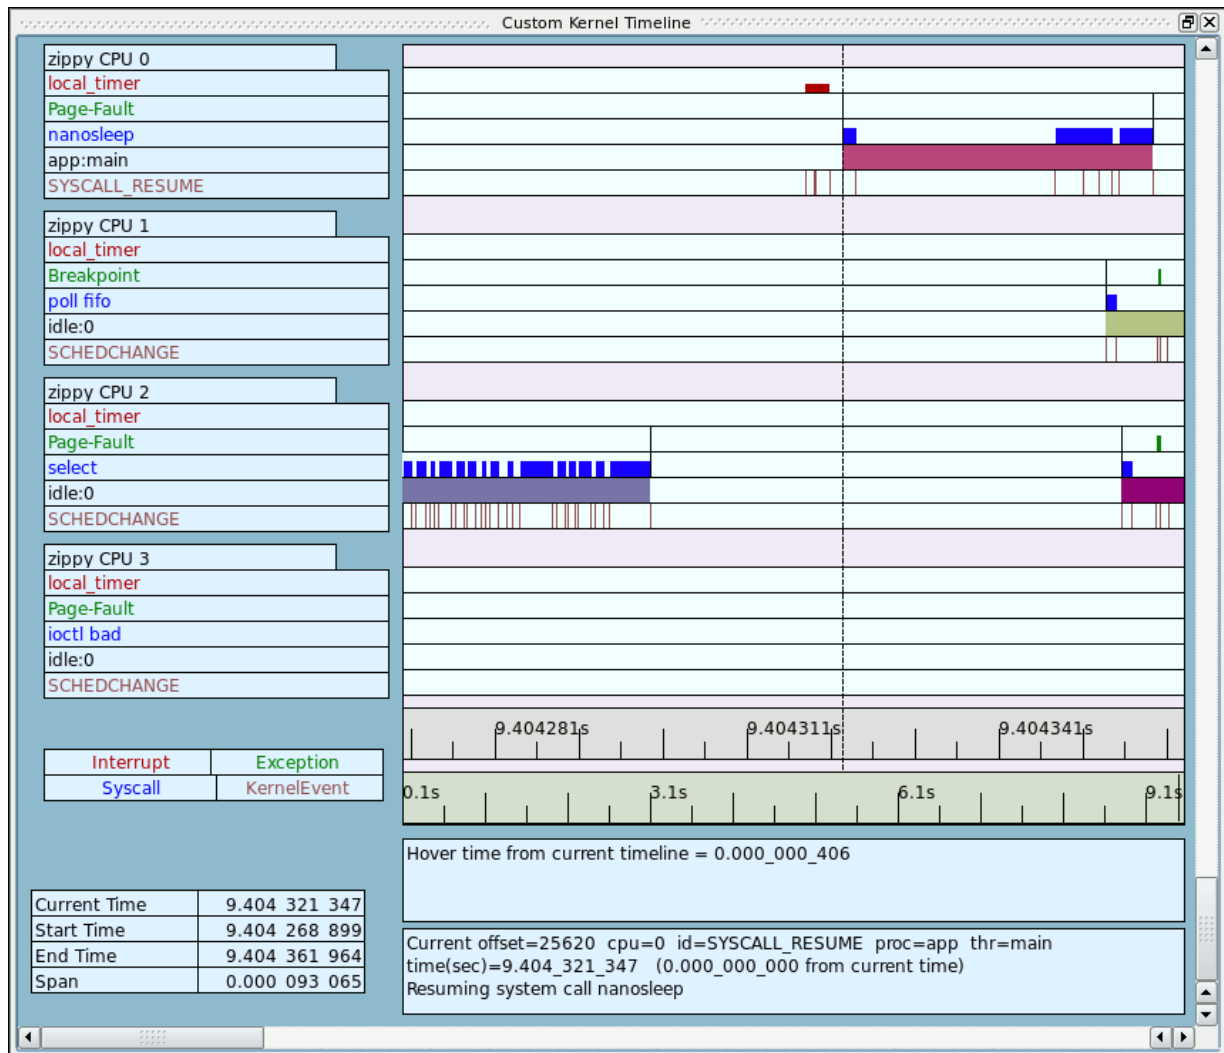 Custom Kernel Timeline
zippy CPU 0
local_timer
Page-Fault
nanosleep
app:main
SYSCALL_RESUME
zippy CPU 1
local_timer
Breakpoint
poll fifo
idle:0
SCHEDCHANGE
zippy CPU 2
local_timer
Page-Fault
select
idle:0
SCHEDCHANGE
zippy CPU 3
local_timer
Page-Fault
ioctl bad
idle:0
SCHEDCHANGE
9.404281s 9.404311s 9.404341s
Interrupt Exception
Syscall KernelEvent
0.1s 3.1s 6.1s 9.1s
Hover time from current timeline = 0.000_000_406
Current Time 9.404 321 347
Start Time 9.404 268 899
End Time 9.404 361 964
Span 0.000 093 065
Current offset=25620 cpu=0 id=SYSCALL_RESUME proc=app thr=main
time(sec)=9.404_321_347 (0.000_000_000 from current time)
Resuming system call nanosleep